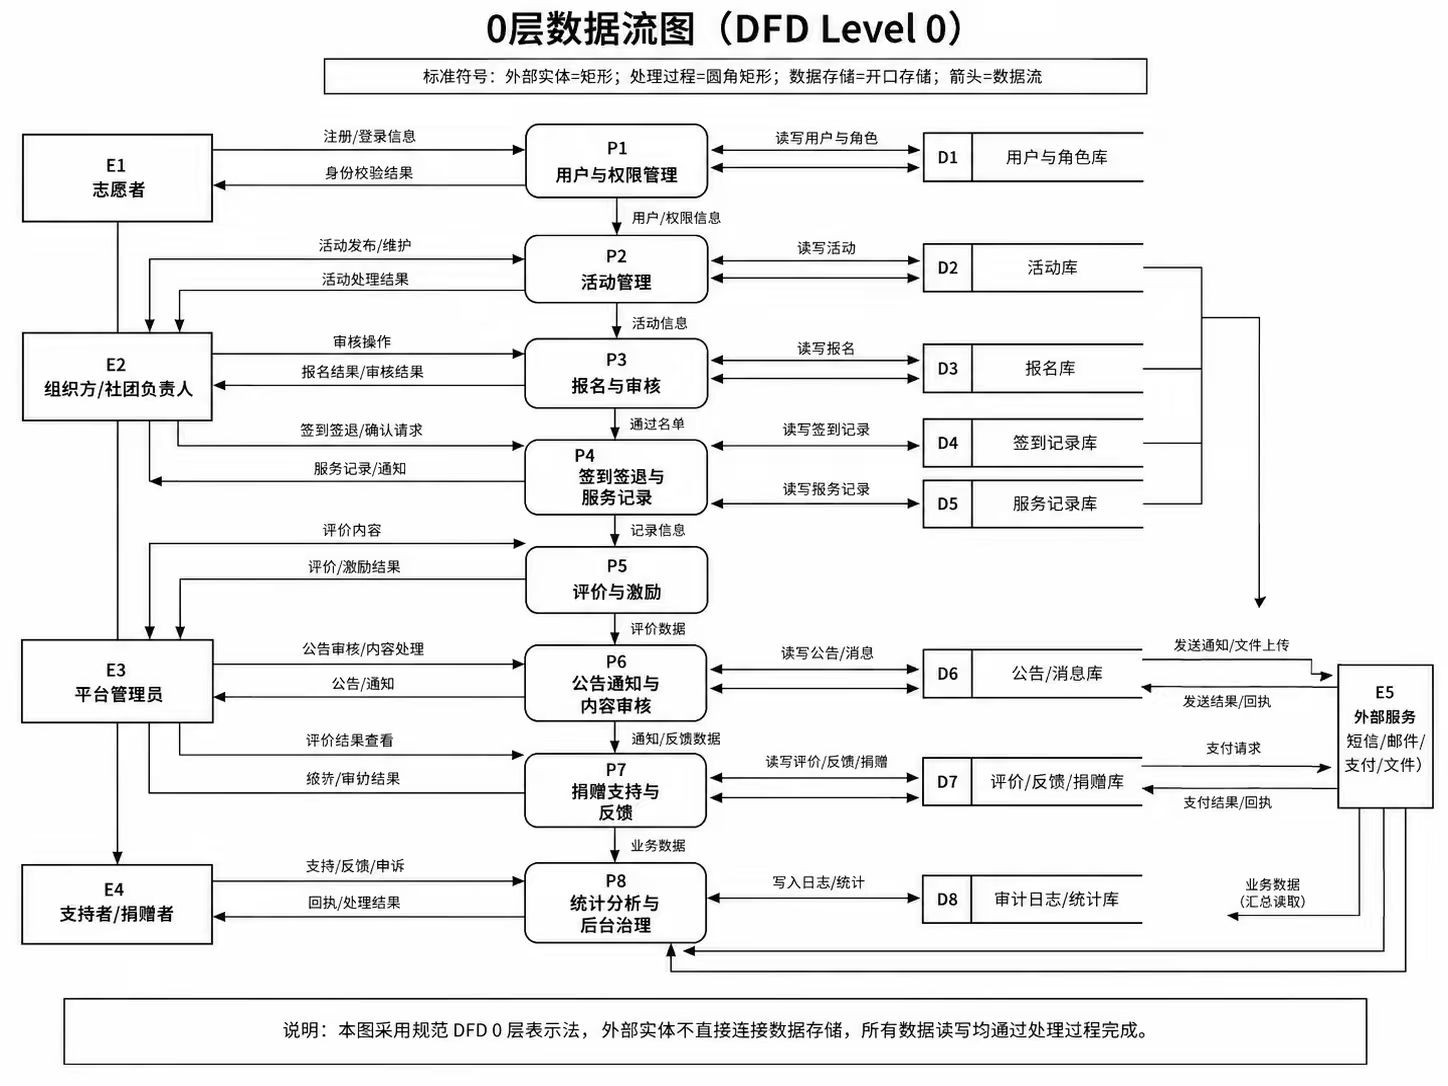 0层数据流图（DFD Level 0）
标准符号：外部实体=矩形；处理过程=圆角矩形；数据存储=开口存储；箭头=数据流
E1
志愿者
注册/登录信息
身份校验结果
P1
用户与权限管理
读写用户与角色
D1
用户与角色库
用户/权限信息
活动发布/维护
活动处理结果
P2
活动管理
读写活动
D2
活动库
活动信息
E2
组织方/社团负责人
审核操作
报名结果/审核结果
P3
报名与审核
读写报名
D3
报名库
通过名单
签到签退/确认请求
服务记录/通知
P4
签到签退与
服务记录
读写签到记录
D4
签到记录库
读写报务记录
D5
服务记录库
记录信息
评价内容
评价/激励结果
P5
评价与激励
评价数据
E3
平台管理员
公告审核/内容处理
公告/通知
P6
公告通知与
内容审核
读写公告/消息
D6
公告/消息库
发送通知/文件上传
发送结果/回执
E5
外部服务
短信/邮件/
支付/文件）
通知/反馈数据
评价结果查看
P7
捐赠支持与
反馈
读写评价/反馈/捐赠
D7
评价/反馈/捐赠库
支付请求
支付结果/回执
业务数据
E4
支持者/捐赠者
支持/反馈/申诉
回执/处理结果
P8
统计分析与
后台治理
写入日志/统计
D8
审计日志/统计库
业务数据
（汇总读取）
说明：本图采用规范 DFD 0 层表示法， 外部实体不直接连接数据存储，所有数据读写均通过处理过程完成。